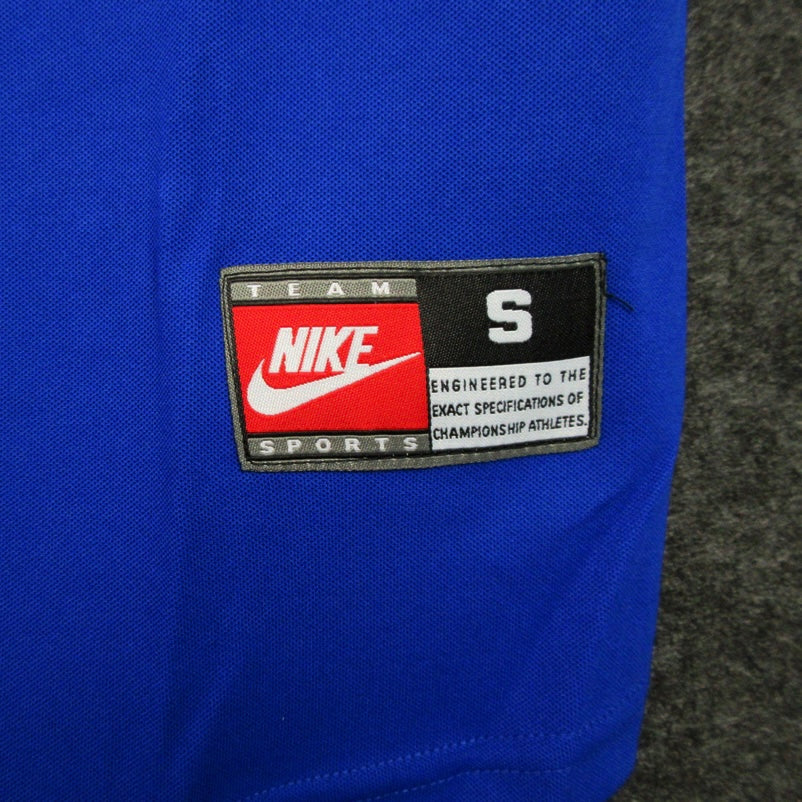 TEAM
NIKE
SPORTS
S
ENGINEERED TO THE
EXACT SPECIFICATIONS OF
CHAMPIONSHIP ATHLETES.